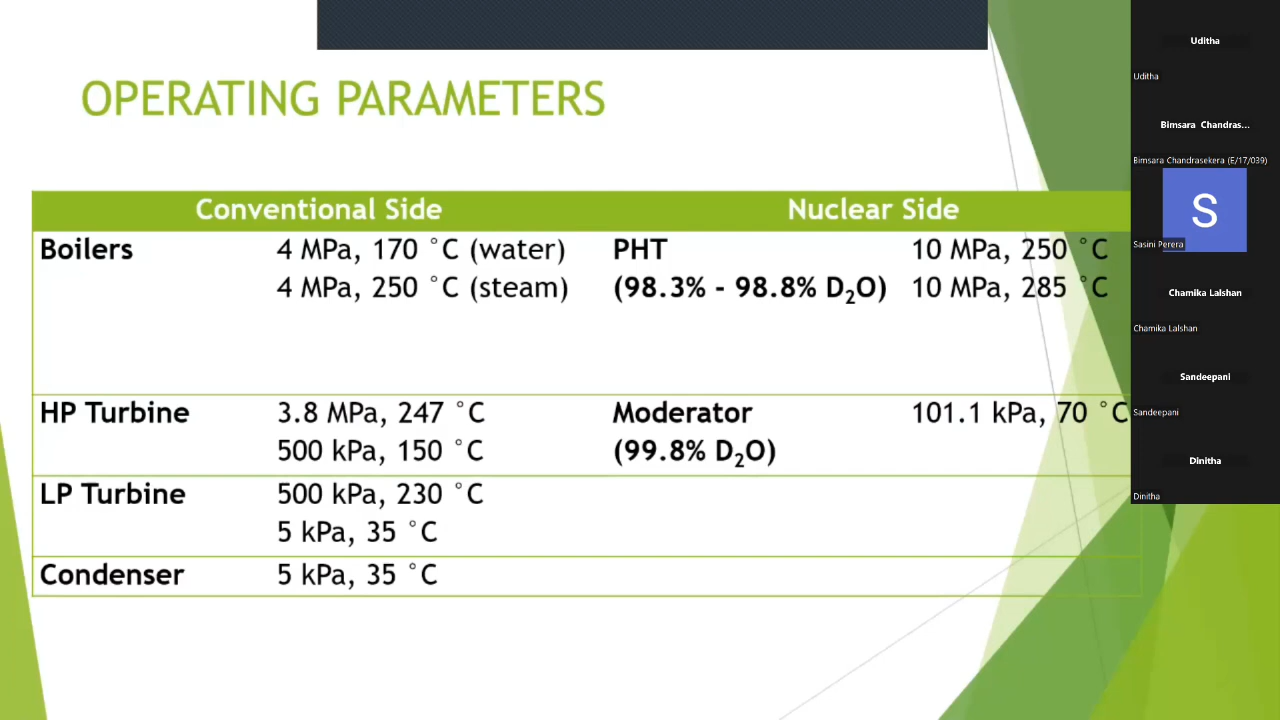 OPERATING PARAMETERS
Conventional Side Nuclear Side
Boilers 4 MPa, 170 °C (water) PHT 10 MPa, 250 °C
4 MPa, 250 °C (steam) (98.3% - 98.8% D₂O) 10 MPa, 285 °C
HP Turbine 3.8 MPa, 247 °C Moderator 101.1 kPa, 70 °C
500 kPa, 150 °C (99.8% D₂O)
LP Turbine 500 kPa, 230 °C
5 kPa, 35 °C
Condenser 5 kPa, 35 °C
Uditha
Uditha
Bimsara Chandras...
Bimsara Chandrasekera (E/17/039)
S
Sasini Perera
Chamika Lalshan
Chamika Lalshan
Sandeepani
Sandeepani
Dinitha
Dinitha